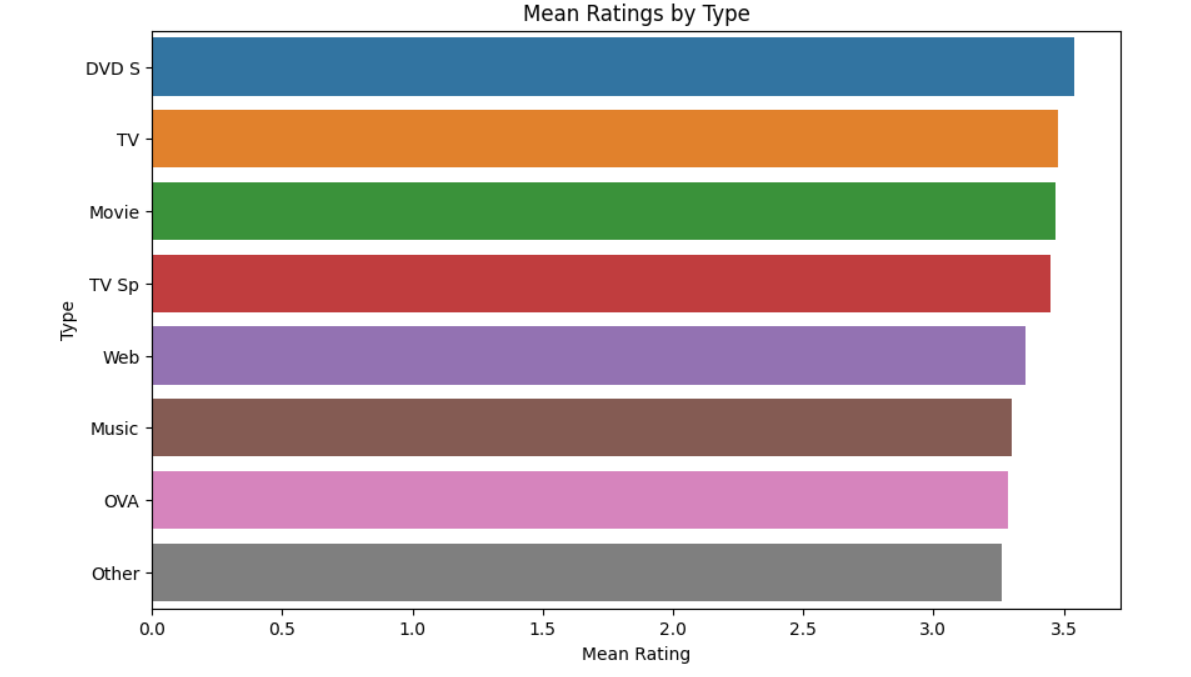 Mean Ratings by Type
DVD S
TV
Movie
TV Sp
Web
Music
OVA
Other
Type
0.0 0.5 1.0 1.5 2.0 2.5 3.0 3.5
Mean Rating